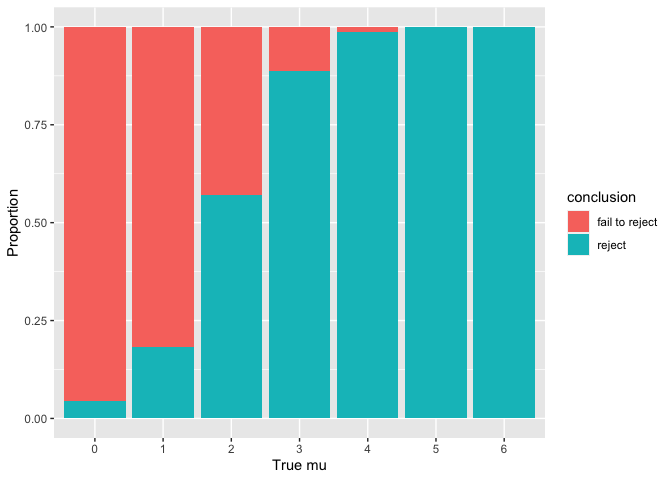 1.00
0.75
0.50
0.25
0.00
Proportion
0 1 2 3 4 5 6
True mu
conclusion
fail to reject
reject